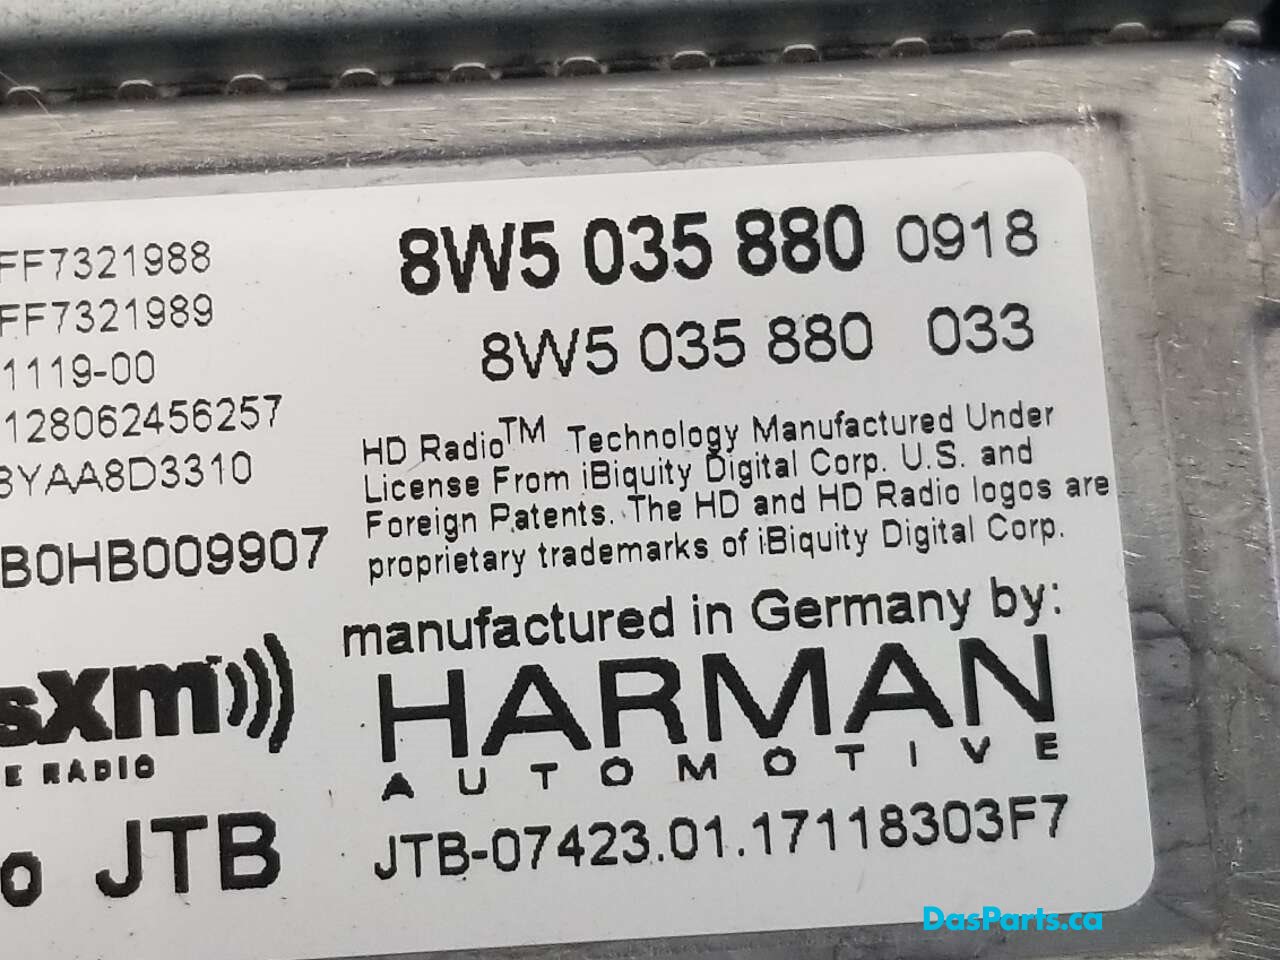 FF7321988
FF7321989
1119-00
128062456257
3YAA8D3310
B0HB009907
sxm
E RADIO
o JTB
8W5 035 880 0918
8W5 035 880 033
HD Radio™ Technology Manufactured Under
License From iBiquity Digital Corp. U.S. and
Foreign Patents. The HD and HD Radio logos are
proprietary trademarks of iBiquity Digital Corp.
manufactured in Germany by:
HARMAN
AUTOMOTIVE
JTB-07423.01.17118303F7
DasParts.ca